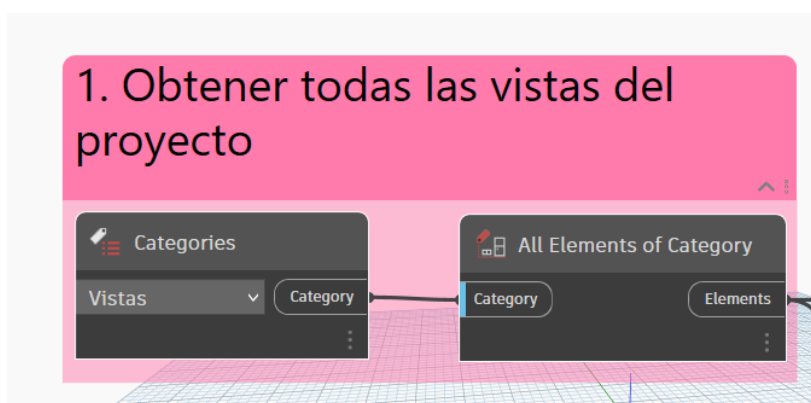 1. Obtener todas las vistas del
proyecto
Categories
Vistas
Category
All Elements of Category
Category
Elements